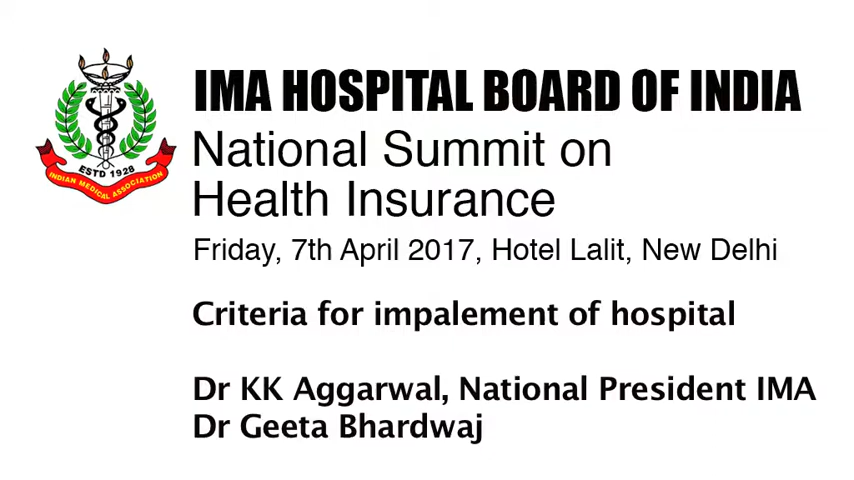 IMA HOSPITAL BOARD OF INDIA
National Summit on
Health Insurance
Friday, 7th April 2017, Hotel Lalit, New Delhi
Criteria for impalement of hospital
Dr KK Aggarwal, National President IMA
Dr Geeta Bhardwaj
ESTD 1928
INDIAN MEDICAL ASSOCIATION